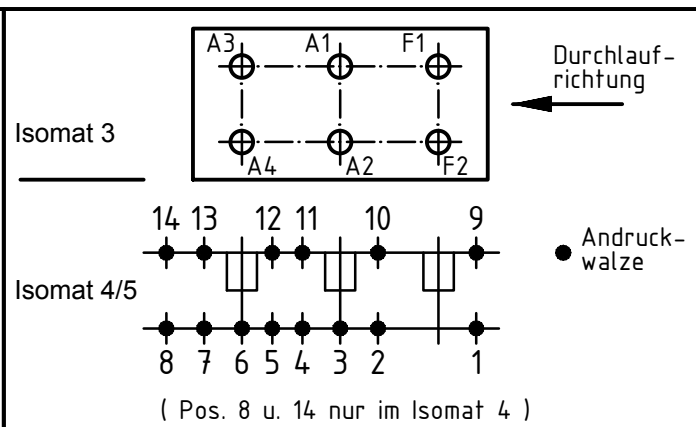 A3 A1 F1
Durchlauf-
richtung
Isomat 3
A4 A2 F2
14 13 12 11 10 9
Andruck-
walze
Isomat 4/5
8 7 6 5 4 3 2 1
( Pos. 8 u. 14 nur im Isomat 4 )